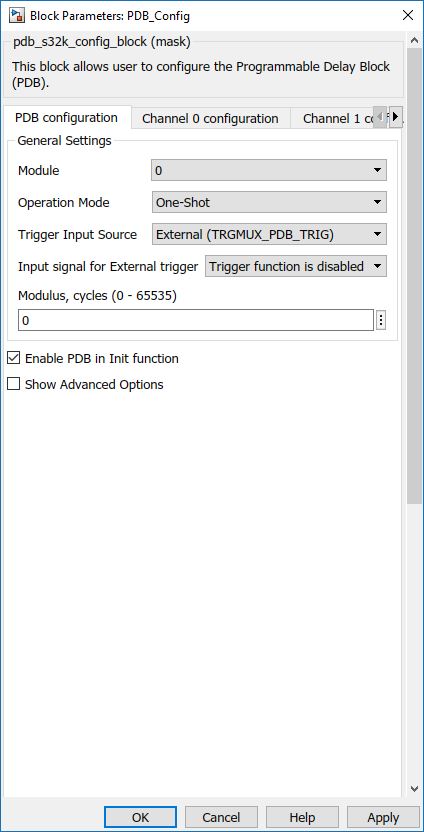 Block Parameters: PDB_Config
pdb_s32k_config_block (mask)
This block allows user to configure the Programmable Delay Block
(PDB).
PDB configuration
Channel 0 configuration
Channel 1
General Settings
Module
0
Operation Mode
One-Shot
Trigger Input Source
External (TRGMUX_PDB_TRIG)
Input signal for External trigger
Trigger function is disabled
Modulus, cycles (0 - 65535)
0
Enable PDB in Init function
Show Advanced Options
OK
Cancel
Help
Apply